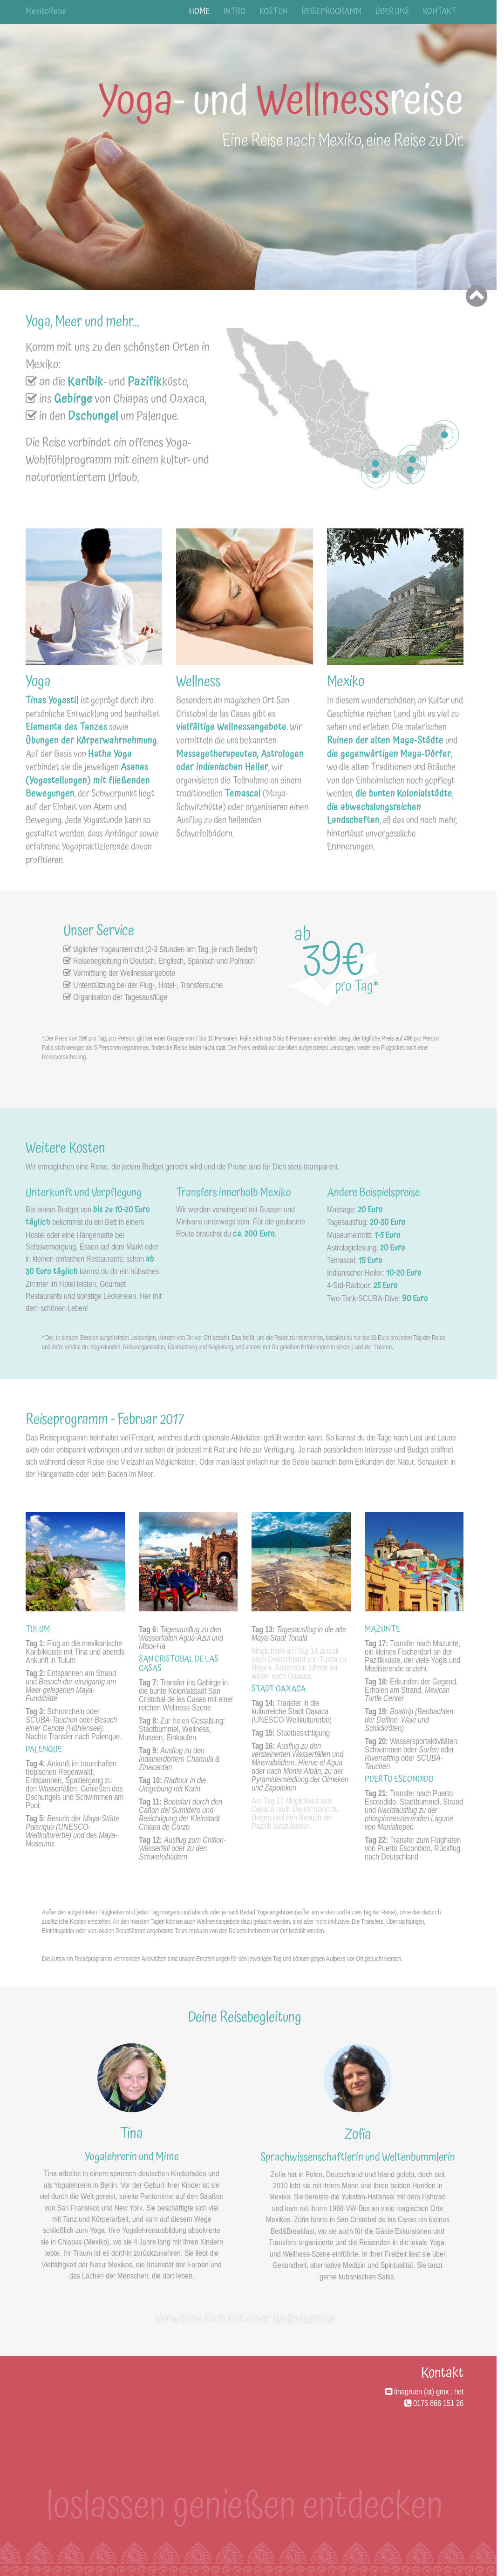 MexikoReise
HOME INTRO KOSTEN REISEPROGRAMM ÜBER UNS KONTAKT
Yoga- und Wellnessreise
Eine Reise nach Mexiko, eine Reise zu Dir.
Yoga, Meer und mehr...
Komm mit uns zu den schönsten Orten in
Mexiko:
an die Karibik- und Pazifikküste,
ins Gebirge von Chiapas und Oaxaca,
in den Dschungel um Palenque.
Die Reise verbindet ein offenes Yoga-
Wohlfühlprogramm mit einem kultur- und
naturorientiertem Urlaub.
Yoga
Tinas Yogastil ist geprägt durch ihre
persönliche Entwicklung und beinhaltet
Elemente des Tanzes sowie
Übungen der Körperwahrnehmung.
Auf der Basis von Hatha Yoga
verbindet sie die jeweiligen Asanas
(Yogastellungen) mit fließenden
Bewegungen, der Schwerpunkt liegt
auf der Einheit von Atem und
Bewegung. Jede Yogastunde kann so
gestaltet werden, dass Anfänger sowie
erfahrene Yogapraktizierende davon
profitieren.
Wellness
Besonders im magischen Ort San
Cristobal de las Casas gibt es
vielfältige Wellnessangebote. Wir
vermitteln die uns bekannten
Massagetherapeuten, Astrologen
oder indianischen Heiler, wir
organisieren die Teilnahme an einem
traditionellen Temascal (Maya-
Schwitzhütte) oder organisieren einen
Ausflug zu den heilenden
Schwefelbädern.
Mexiko
In diesem wunderschönen, an Kultur und
Geschichte reichen Land gibt es viel zu
sehen und erleben. Die malerischen
Ruinen der alten Maya-Städte und
die gegenwärtigen Maya-Dörfer,
wo die alten Traditionen und Bräuche
von den Einheimischen noch gepflegt
werden, die bunten Kolonialstädte,
die abwechslungsreichen
Landschaften, all das und noch mehr,
hinterlässt unvergessliche
Erinnerungen.
Unser Service
täglicher Yogaunterricht (2-3 Stunden am Tag, je nach Bedarf)
Reisebegleitung in Deutsch, Englisch, Spanisch und Polnisch
Vermittlung der Wellnessangebote
Unterstützung bei der Flug-, Hotel-, Transfersuche
Organisation der Tagesausflüge
ab
39€
pro Tag*
* Der Preis von 39€ pro Tag, pro Person, gilt bei einer Gruppe von 7 bis 10 Personen. Falls sich nur 5 bis 6 Personen anmelden, steigt der tägliche Preis auf 49€ pro Person.
Falls sich weniger als 5 Personen registrieren, findet die Reise leider nicht statt. Der Preis enthält nur die oben aufgelisteten Leistungen, weder ein Flugticket noch eine
Reiseversicherung.
Weitere Kosten
Wir ermöglichen eine Reise, die jedem Budget gerecht wird und die Preise sind für Dich stets transparent.
Unterkunft und Verpflegung
Bei einem Budget von bis zu 10-20 Euro
täglich bekommst du ein Bett in einem
Hostel oder eine Hängematte bei
Selbsversorgung, Essen auf dem Markt oder
in kleinen einfachen Restaurants; schon ab
30 Euro täglich kannst du dir ein hübsches
Zimmer im Hotel leisten, Gourmet
Restaurants und sonstige Leckereien. Hier mit
dem schönen Leben!
Transfers innerhalb Mexiko
Wir werden vorwiegend mit Bussen und
Minivans unterwegs sein. Für die geplannte
Route brauchst du ca. 200 Euro.
Andere Beispielspreise
Massage: 20 Euro
Tagesausflug: 20-30 Euro
Museumeintritt: 1-5 Euro
Astrologielesung: 20 Euro
Temascal: 15 Euro
Indianischer Heiler: 10-20 Euro
4-Std-Radtour: 25 Euro
Two-Tank-SCUBA-Dive: 90 Euro
* Die, in diesem Bereich aufgelisteten Leistungen, werden von Dir vor Ort bezahlt. Das heißt, um die Reise zu reservieren, bazahlst du nur die 39 Euro pro jeden Tag der Reise
und dafür erhälst du: Yogastunden, Reiseorganisation, Übersetzung und Begleitung, und unsere mit Dir geteilten Erfahrungen in einem Land der Träume.
Reiseprogramm - Februar 2017
Das Reiseprogramm beinhaltet viel Freizeit, welches durch optionale Aktivitäten gefüllt werden kann. So kannst du die Tage nach Lust und Laune
aktiv oder entspannt verbringen und wir stehen dir jederzeit mit Rat und Info zur Verfügung. Je nach persönlichem Interesse und Budget eröffnet
sich während dieser Reise eine Vielzahl an Möglichkeiten. Oder man lässt einfach nur die Seele baumeln beim Erkunden der Natur, Schaukeln in
der Hängematte oder beim Baden im Meer.
TULUM
Tag 1: Flug an die mexikanische
Karibikküste mit Tina und abends
Ankunft in Tulum
Tag 2: Entspannen am Strand
und Besuch der einzigartig am
Meer gelegenen Maya-
Fundstätte
Tag 3: Schnorcheln oder
SCUBA-Tauchen oder Besuch
einer Cenote (Höhlensee).
Nachts Transfer nach Palenque.
PALENQUE
Tag 4: Ankunft im traumhaften
tropischen Regenwald;
Entspannen, Spaziergang zu
den Wasserfällen, Genießen des
Dschungels und Schwimmen am
Pool.
Tag 5: Besuch der Maya-Stätte
Palenque (UNESCO-
Weltkulturerbe) und des Maya-
Museums
Tag 6: Tagesausflug zu den
Wasserfällen Agua-Azul und
Misol-Ha
SAN CRISTOBAL DE LAS
CASAS
Tag 7: Transfer ins Gebirge in
die bunte Kolonialstadt San
Cristobal de las Casas mit einer
reichen Wellness-Szene
Tag 8: Zur freien Gestaltung:
Stadtbummel, Wellness,
Museen, Einkaufen
Tag 9: Ausflug zu den
Indianerdörfern Chamula &
Zinacantan
Tag 10: Radtour in die
Umgebung mit Karin
Tag 11: Bootsfahrt durch den
Cañon del Sumidero und
Besichtigung der Kleinstadt
Chiapa de Corzo
Tag 12: Ausflug zum Chiflon-
Wasserfall oder zu den
Schwefelbädern
Tag 13: Tagesausflug in die alte
Maya-Stadt Toniná
Möglichkeit am Tag 14 zurück
nach Deutschland von Tuxtla zu
fliegen. Ansonsten fahren wir
weiter nach Oaxaca.
STADT OAXACA
Tag 14: Transfer in die
kulturreiche Stadt Oaxaca
(UNESCO-Weltkulturerbe)
Tag 15: Stadtbesichtigung
Tag 16: Ausflug zu den
versteinerten Wasserfällen und
Mineralbädern, Hierve el Agua
oder nach Monte Albán, zu der
Pyramidensiedlung der Olmeken
und Zapoteken
Am Tag 17 Möglichkeit von
Oaxaca nach Deutschland zu
fliegen und den Besuch am
Pazifik auszulassen.
MAZUNTE
Tag 17: Transfer nach Mazunte,
ein kleines Fischerdorf an der
Pazifikküste, der viele Yogis und
Meditierende anzieht
Tag 18: Erkunden der Gegend,
Erholen am Strand, Mexican
Turtle Center
Tag 19: Boattrip (Beobachten
der Delfine, Wale und
Schildkröten)
Tag 20: Wassersportaktivitäten:
Schwimmen oder Surfen oder
Riverrafting oder SCUBA-
Tauchen
PUERTO ESCONDIDO
Tag 21: Transfer nach Puerto
Escondido, Stadtbummel, Strand
und Nachtausflug zu der
phosphoreszierenden Lagune
von Manialtepec
Tag 22: Transfer zum Flughafen
von Puerto Escondido, Rückflug
nach Deutschland
Außer den aufgelisteten Tätigkeiten wird jeden Tag morgens und abends oder je nach Bedarf Yoga angeboten (außer am ersten und letzten Tag der Reise), ohne das dadurch
zusätzliche Kosten entstehen. An den meisten Tagen können auch Wellnessangebote dazu gebucht werden, sind aber nicht inklusive. Die Transfers, Übernachtungen,
Eintrittsgelder oder von lokalen Reiseführern angebotene Tours müssen von den Reiseteilnehmern vor Ort bezahlt werden.
Die kursiv im Reiseprogramm vermerkten Aktivitäten sind unsere Empfehlungen für den jeweiligen Tag und können gegen Aufpreis vor Ort gebucht werden.
Deine Reisebegleitung
Tina
Yogalehrerin und Mime
Tina arbeitet in einem spanisch-deutschen Kinderladen und
als Yogalehrerin in Berlin. Vor der Geburt ihrer Kinder ist sie
viel durch die Welt gereist, spielte Pantomime auf den Straßen
von San Fransisco und New York. Sie beschäftigte sich viel
mit Tanz und Körperarbeit, und kam auf diesem Wege
schließlich zum Yoga. Ihre Yogalehrerausbildung absolvierte
sie in Chiapas (Mexiko), wo sie 4 Jahre lang mit Ihren Kindern
lebte. Ihr Traum ist es dorthin zurückzukehren. Sie liebt die
Vielfältigkeit der Natur Mexikos, die Intensität der Farben und
das Lachen der Menschen, die dort leben.
Zofia
Sprachwissenschaftlerin und Weltenbummlerin
Zofia hat in Polen, Deutschland und Irland gelebt, doch seit
2010 lebt sie mit ihrem Mann und ihren beiden Hunden in
Mexiko. Sie bereiste die Yukatán-Halbinsel mit dem Fahrrad
und kam mit ihrem 1968-VW-Bus an viele magischen Orte
Mexikos. Zofia führte in San Cristobal de las Casas ein kleines
Bed&Breakfast, wo sie auch für die Gäste Exkursionen und
Transfers organisierte und die Reisenden in die lokale Yoga-
und Wellness-Szene einführte. In ihrer Freizeit liest sie über
Gesundheit, alternative Medizin und Spiritualität. Sie tanzt
gerne kubanischen Salsa.
Verwöhne Dich mit einer Wellnessreise.
Kontakt
tinagruen (at) gmx . net
0175 866 151 26
loslassen genießen entdecken